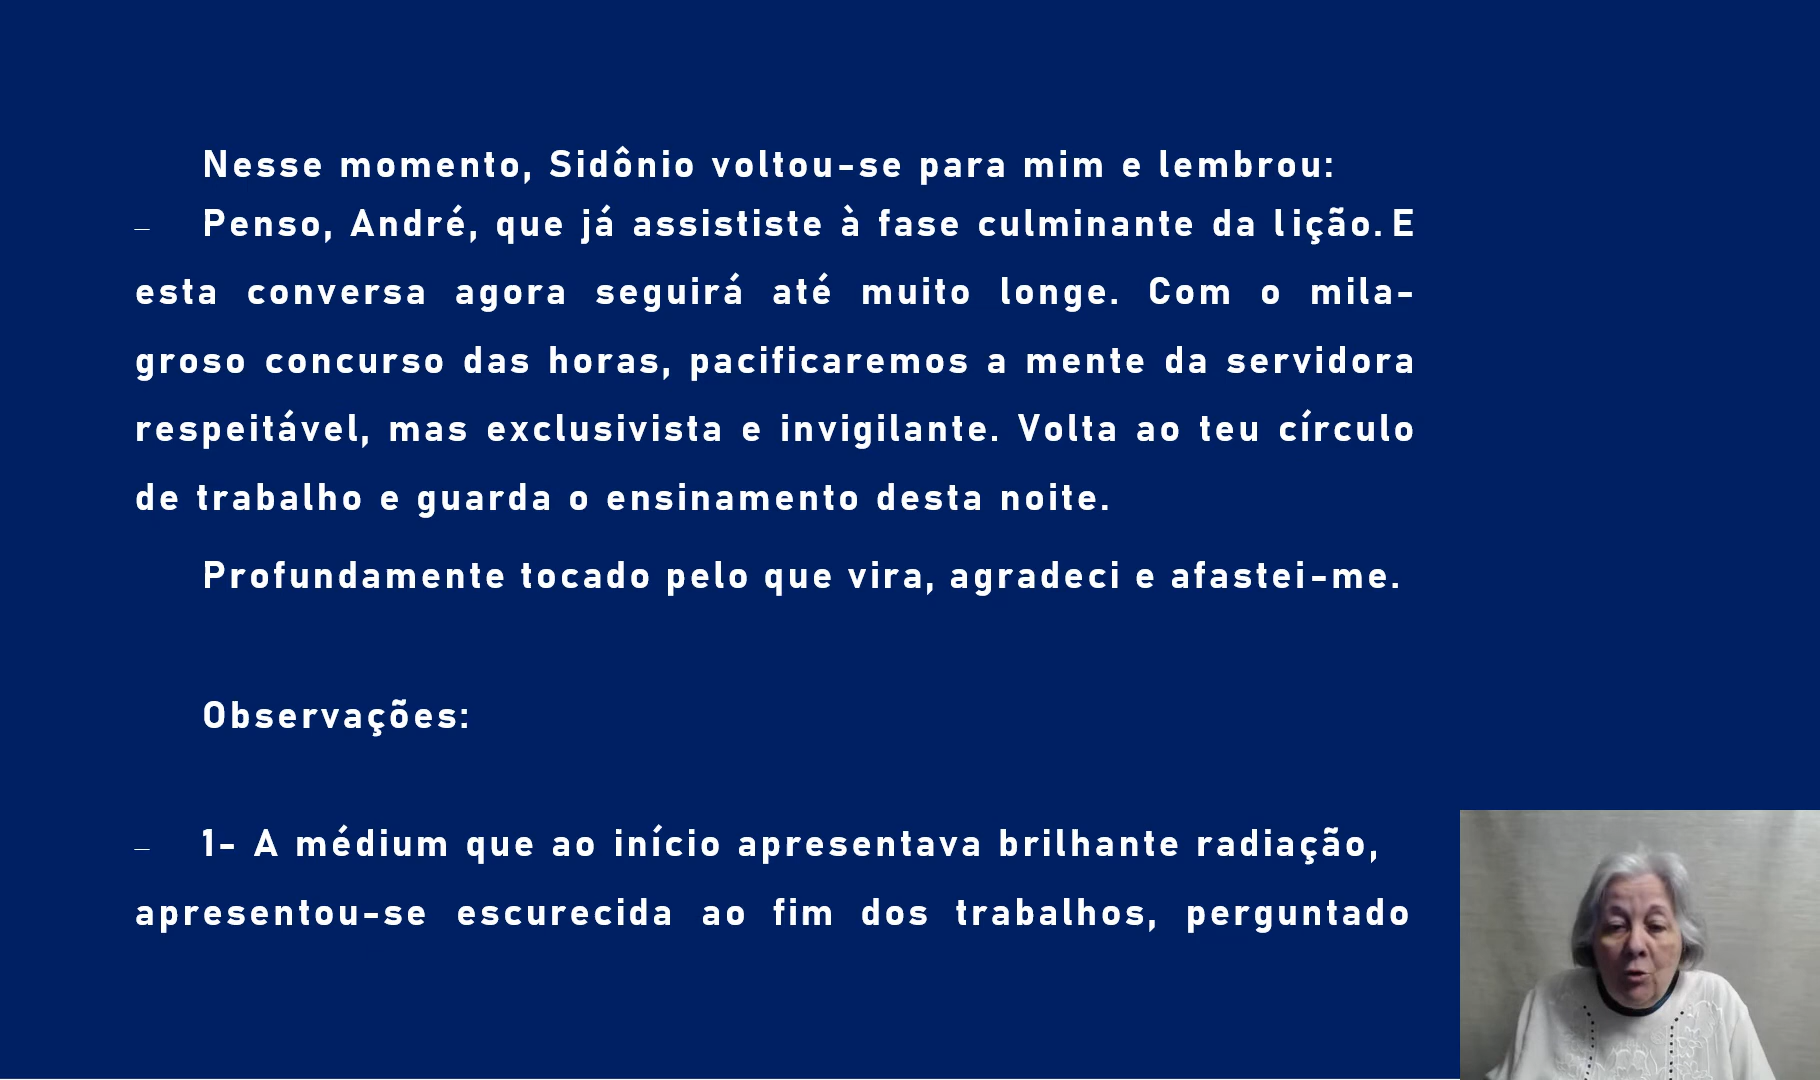 Nesse momento, Sidônio voltou-se para mim e lembrou:
– Penso, André, que já assististe à fase culminante da lição. E
esta conversa agora seguirá até muito longe. Com o mila-
groso concurso das horas, pacificaremos a mente da servidora
respeitável, mas exclusivista e invigilante. Volta ao teu círculo
de trabalho e guarda o ensinamento desta noite.
Profundamente tocado pelo que vira, agradeci e afastei-me.
Observações:
– 1- A médium que ao início apresentava brilhante radiação,
apresentou-se escurecida ao fim dos trabalhos, perguntado